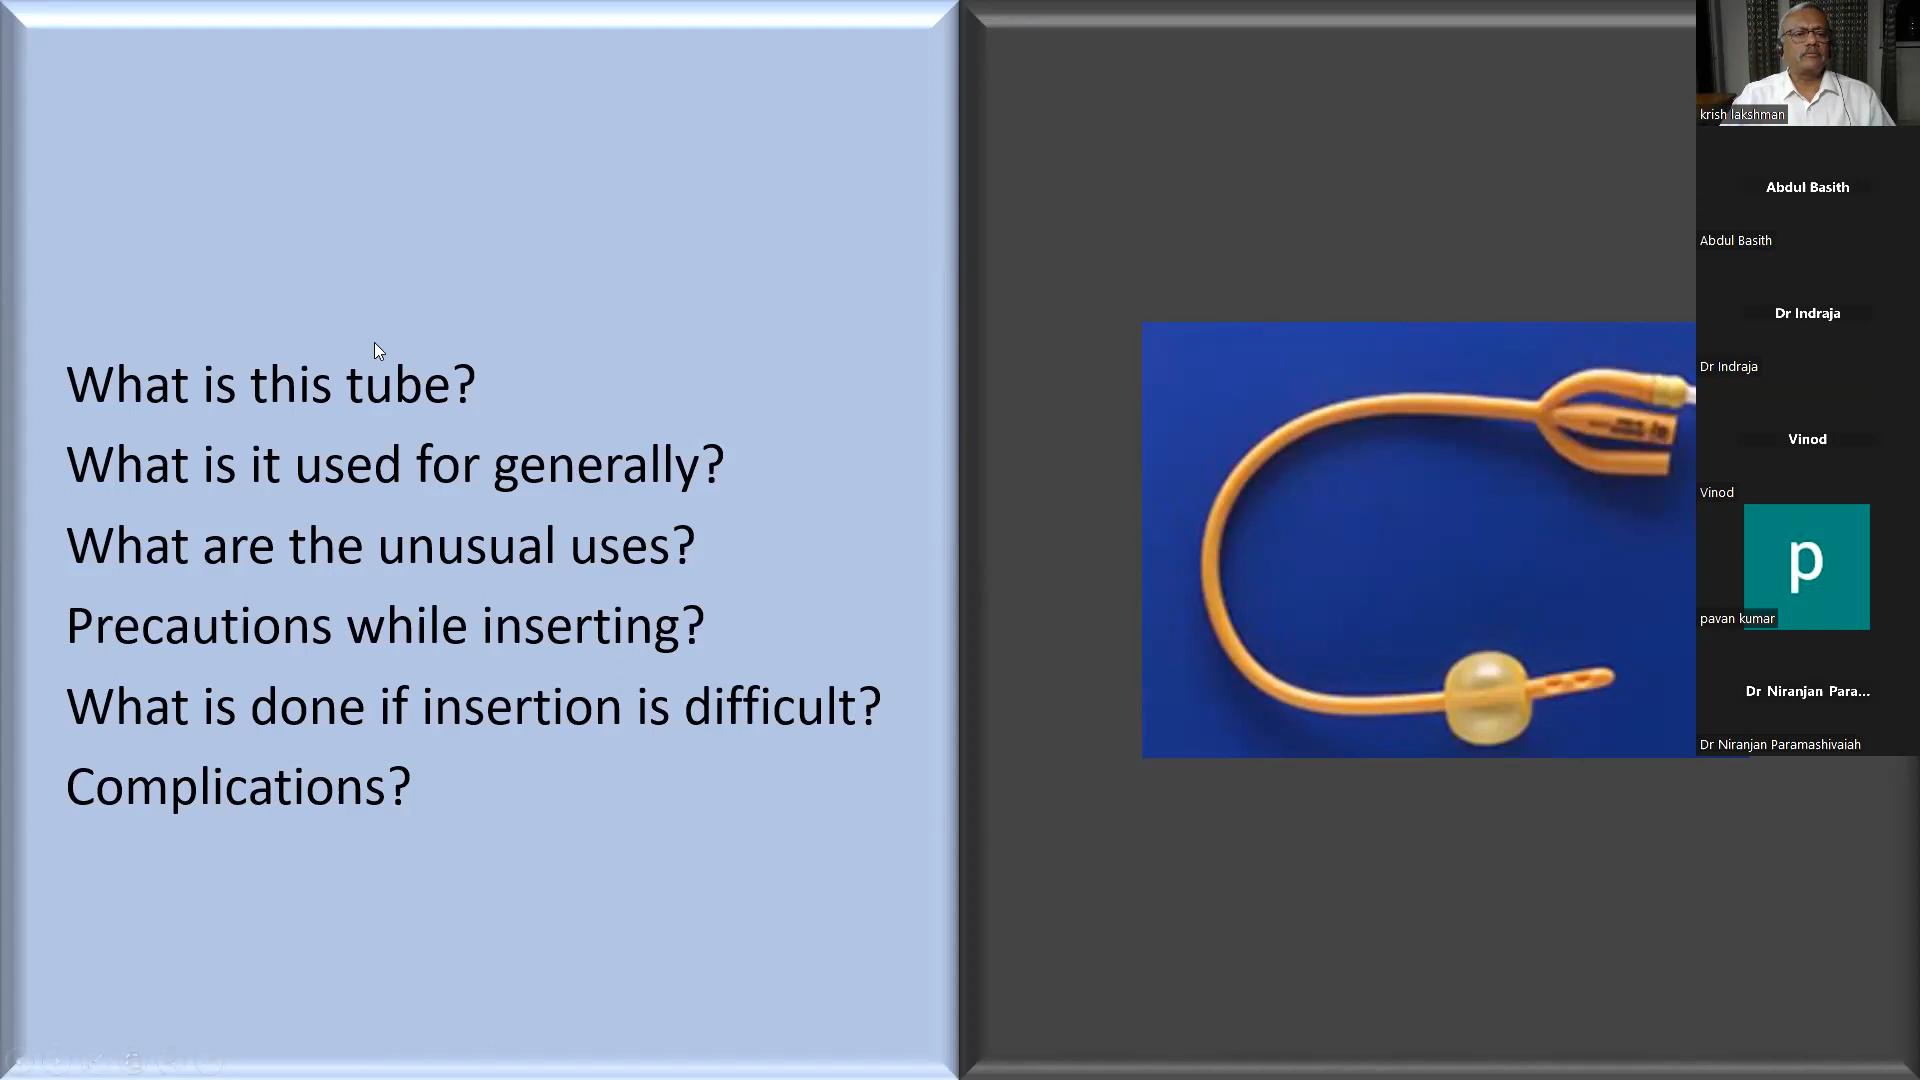 What is this tube?
What is it used for generally?
What are the unusual uses?
Precautions while inserting?
What is done if insertion is difficult?
Complications?
krish lakshman
Abdul Basith
Abdul Basith
Dr Indraja
Dr Indraja
Vinod
Vinod
p
pavan kumar
Dr Niranjan Para...
Dr Niranjan Paramashivaiah